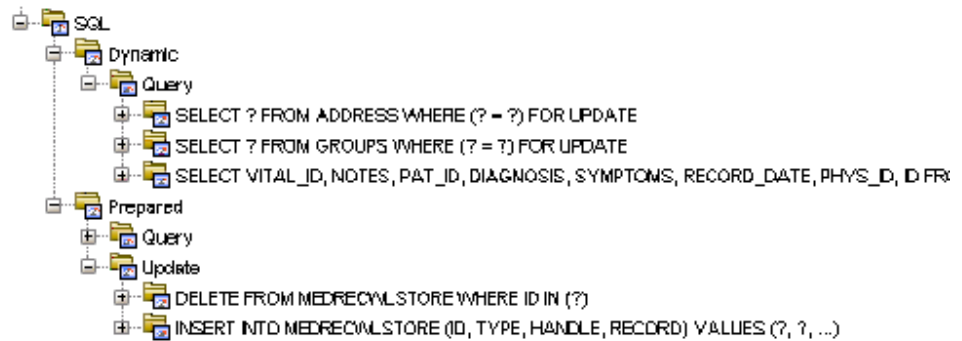 SQL
Dynamic
Query
SELECT ? FROM ADDRESS WHERE (? = ?) FOR UPDATE
SELECT ? FROM GROUPS WHERE (? = ?) FOR UPDATE
SELECT VITAL_ID, NOTES, PAT_ID, DIAGNOSIS, SYMPTOMS, RECORD_DATE, PHYS_ID, ID FRO
Prepared
Query
Update
DELETE FROM MEDRECWLSTORE WHERE ID IN (?)
INSERT INTO MEDRECWLSTORE (ID, TYPE, HANDLE, RECORD) VALUES (?, ?, ...)